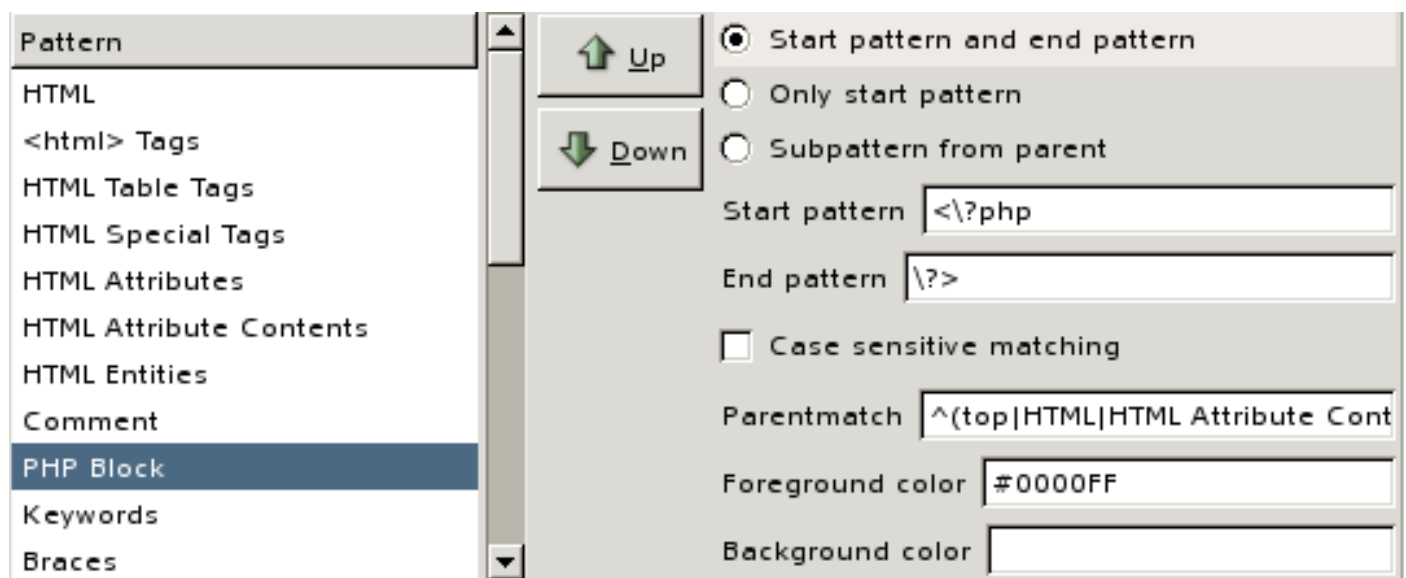 Pattern
HTML
<html> Tags
HTML Table Tags
HTML Special Tags
HTML Attributes
HTML Attribute Contents
HTML Entities
Comment
PHP Block
Keywords
Braces
Up
Down
Start pattern and end pattern
Only start pattern
Subpattern from parent
Start pattern <\?php
End pattern \?>
Case sensitive matching
Parentmatch ^(top|HTML|HTML Attribute Cont
Foreground color #0000FF
Background color